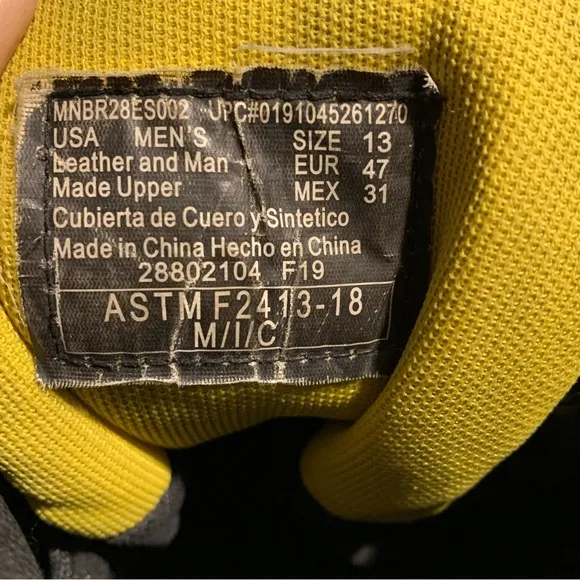 MNBR28ES002 UPC#0191045261270
USA MEN'S SIZE 13
Leather and Man EUR 47
Made Upper MEX 31
Cubierta de Cuero y Sintetico
Made in China Hecho en China
28802104 F19
ASTM F2413-18
M/I/C